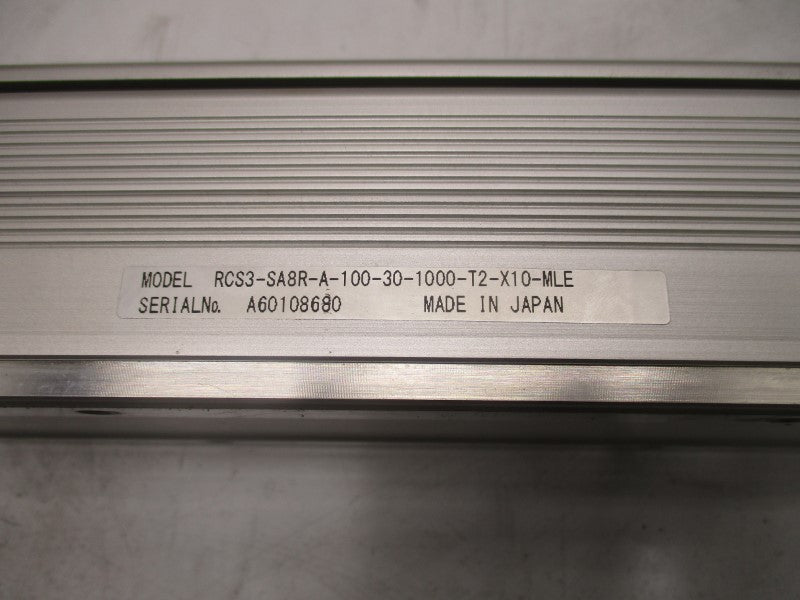 MODEL RCS3-SA8R-A-100-30-1000-T2-X10-MLE
SERIALNo. A60108680 MADE IN JAPAN